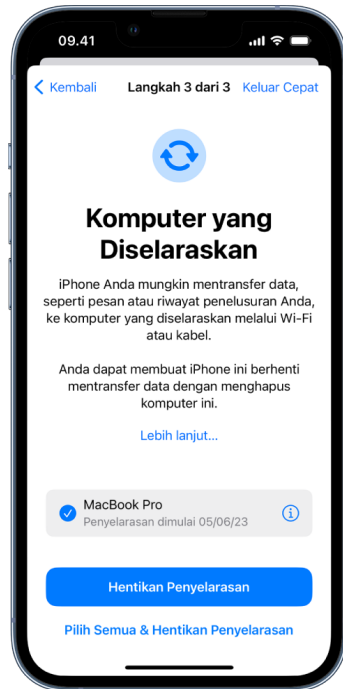 09.41
Kembali Langkah 3 dari 3 Keluar Cepat
Komputer yang
Diselaraskan
iPhone Anda mungkin mentransfer data,
seperti pesan atau riwayat penelusuran Anda,
ke komputer yang diselaraskan melalui Wi-Fi
atau kabel.
Anda dapat membuat iPhone ini berhenti
mentransfer data dengan menghapus
komputer ini.
Lebih lanjut...
MacBook Pro
Penyelarasan dimulai 05/06/23
Hentikan Penyelarasan
Pilih Semua & Hentikan Penyelarasan